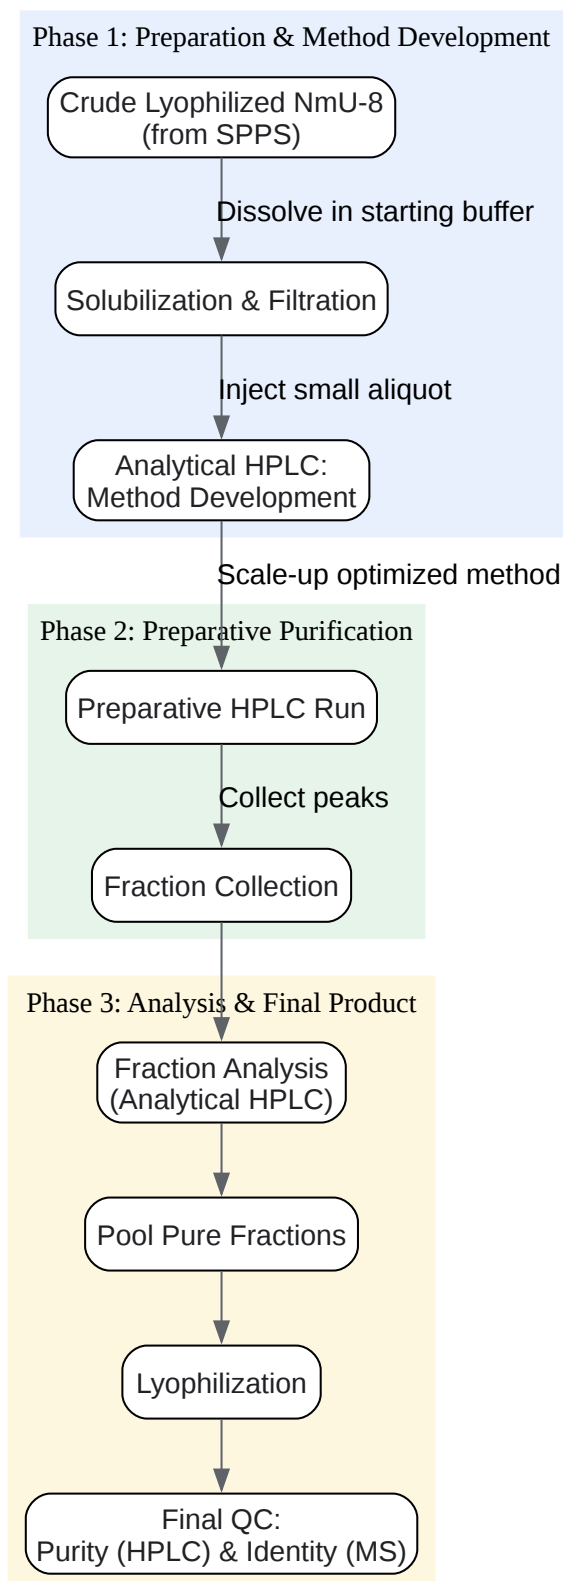 Phase 1: Preparation & Method Development
Crude Lyophilized NmU-8
(from SPPS)
Dissolve in starting buffer
Solubilization & Filtration
Inject small aliquot
Analytical HPLC:
Method Development
Scale-up optimized method
Phase 2: Preparative Purification
Preparative HPLC Run
Collect peaks
Fraction Collection
Phase 3: Analysis & Final Product
Fraction Analysis
(Analytical HPLC)
Pool Pure Fractions
Lyophilization
Final QC:
Purity (HPLC) & Identity (MS)